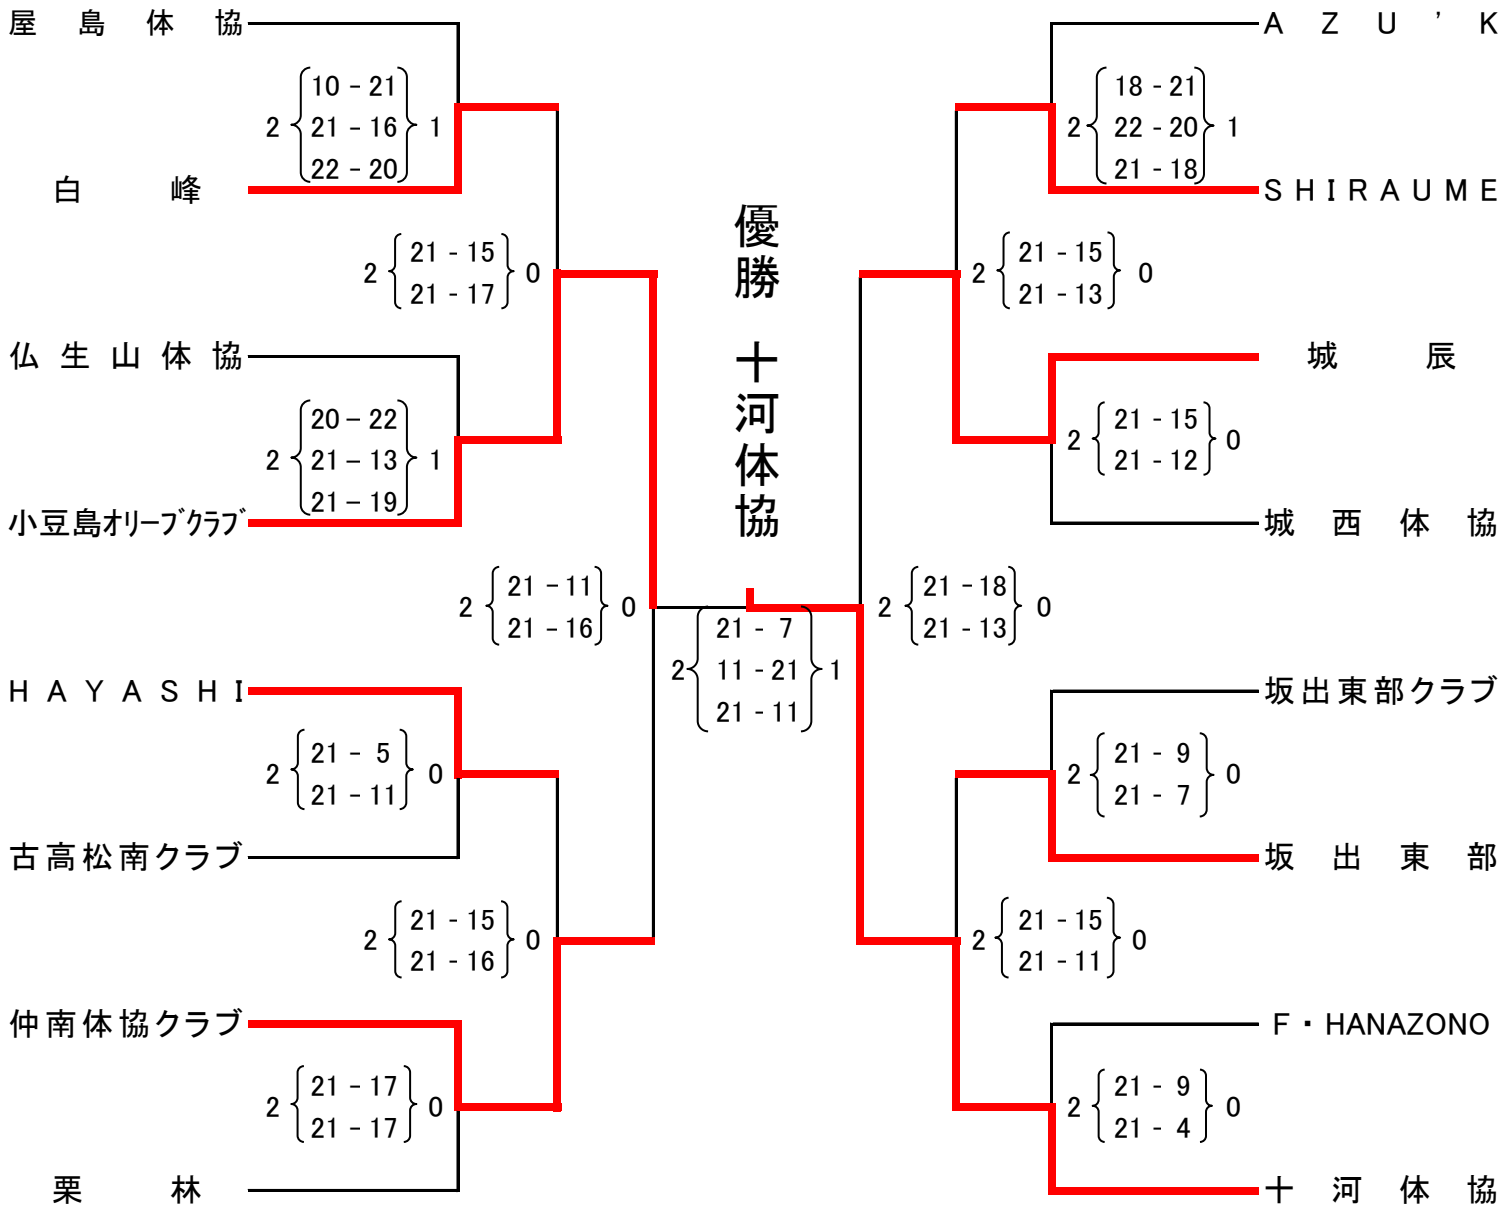 屋島体協
10 - 21
2 21 - 16 1
22 - 20
白峰
2 21 - 15 0
21 - 17
仏生山体協
20 - 22
2 21 - 13 1
21 - 19
小豆島オリーブクラブ
2 21 - 11 0
21 - 16
HAYASHI
2 21 - 5 0
21 - 11
古高松南クラブ
2 21 - 15 0
21 - 16
仲南体協クラブ
2 21 - 17 0
21 - 17
栗林
優勝 十河体協
21 - 7
2 11 - 21 1
21 - 11
AZU'K
18 - 21
2 22 - 20 1
21 - 18
SHIRAUME
2 21 - 15 0
21 - 13
城辰
2 21 - 15 0
21 - 12
城西体協
2 21 - 18 0
21 - 13
坂出東部クラブ
2 21 - 9 0
21 - 7
坂出東部
2 21 - 15 0
21 - 11
F・HANAZONO
2 21 - 9 0
21 - 4
十河体協